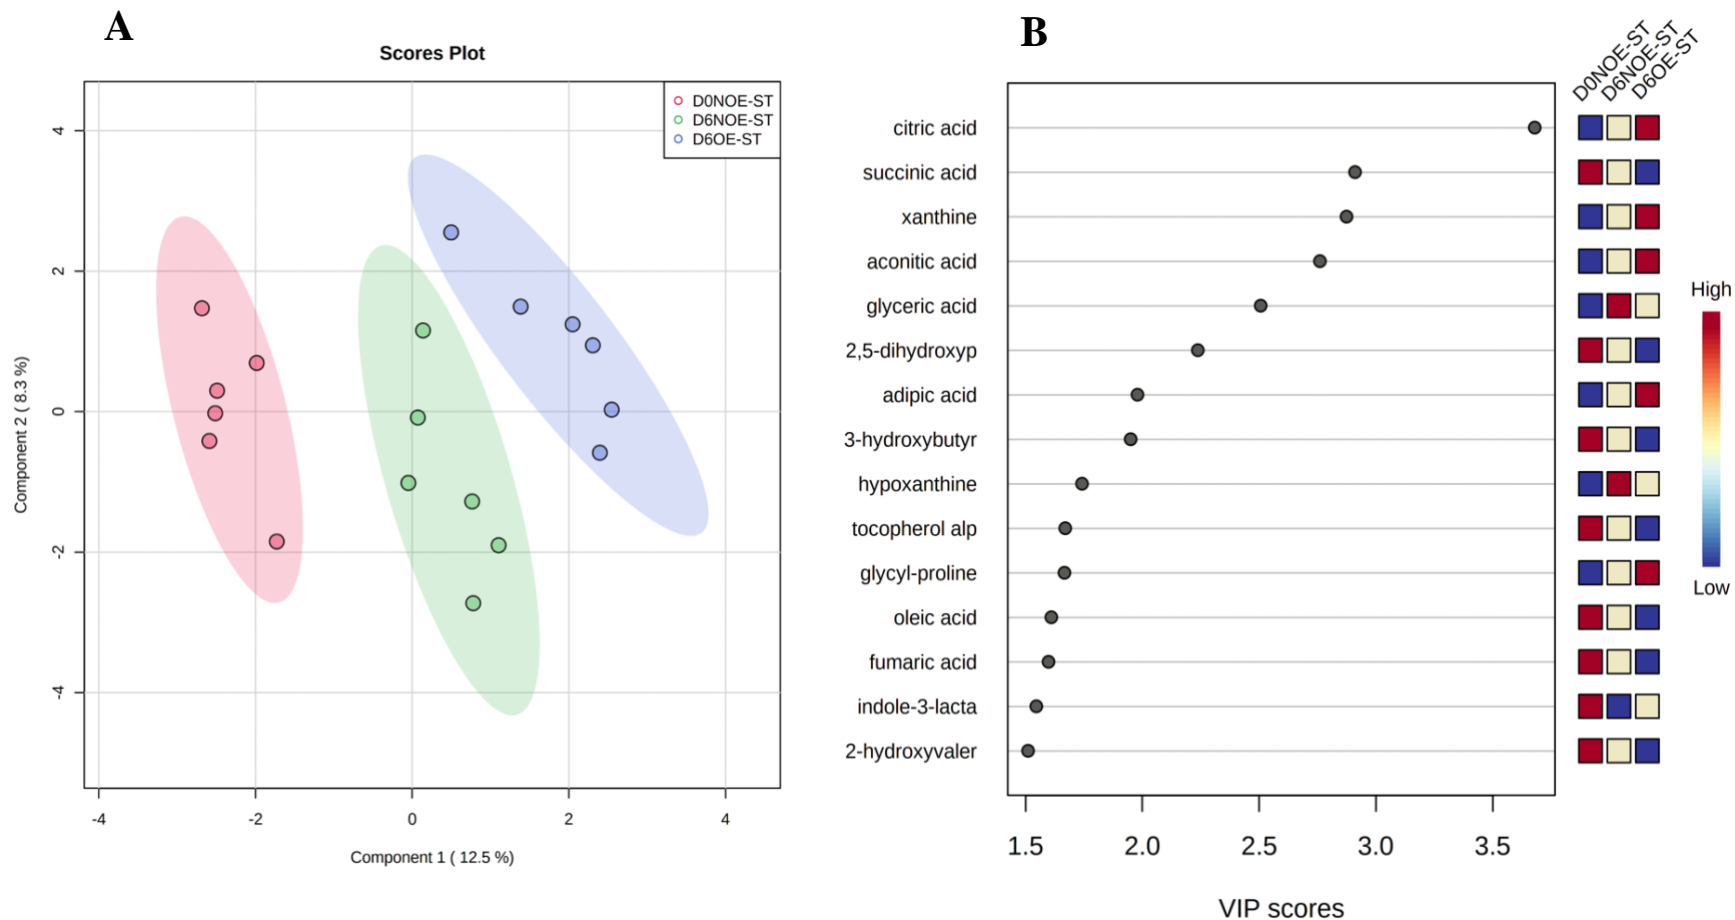 A
Scores Plot
D0NOE-ST
D6NOE-ST
D6OE-ST
4
2
0
-2
-4
Component 2 ( 8.3 %)
-4
-2
0
2
4
Component 1 ( 12.5 %)
B
D0NOE-ST
D6NOE-ST
D6OE-ST
citric acid
succinic acid
xanthine
aconitic acid
glyceric acid
2,5-dihydroxyp
adipic acid
3-hydroxybutyr
hypoxanthine
tocopherol alp
glycyl-proline
oleic acid
fumaric acid
indole-3-lacta
2-hydroxyvaler
1.5
2.0
2.5
3.0
3.5
VIP scores
High
Low